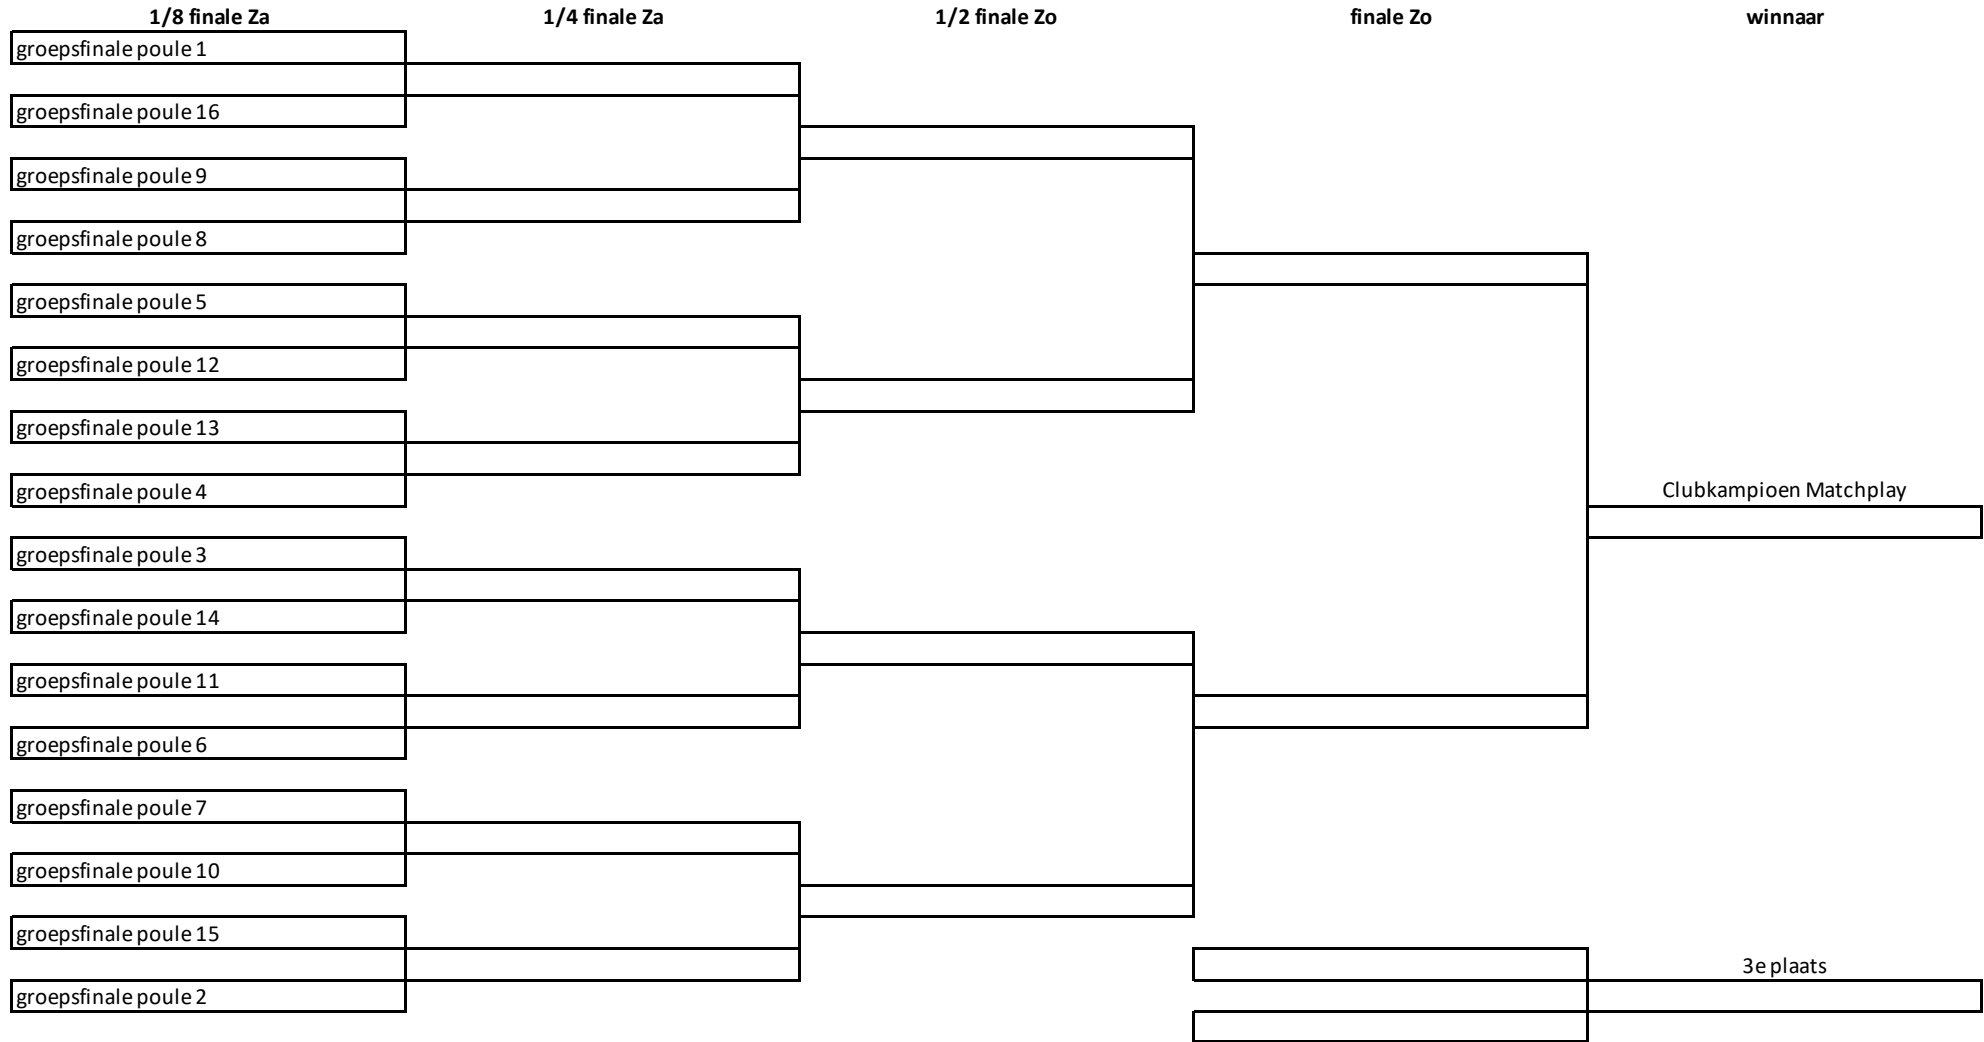 1/8 finale Za
1/4 finale Za
1/2 finale Zo
finale Zo
winnaar
groepsfinale poule 1
groepsfinale poule 16
groepsfinale poule 9
groepsfinale poule 8
groepsfinale poule 5
groepsfinale poule 12
groepsfinale poule 13
groepsfinale poule 4
Clubkampioen Matchplay
groepsfinale poule 3
groepsfinale poule 14
groepsfinale poule 11
groepsfinale poule 6
groepsfinale poule 7
groepsfinale poule 10
groepsfinale poule 15
3e plaats
groepsfinale poule 2